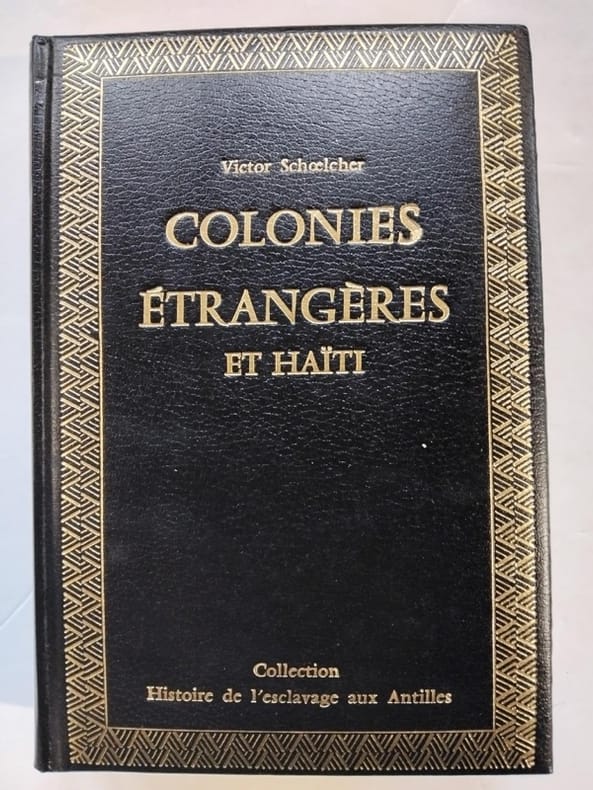 Victor Schœlcher
COLONIES
ÉTRANGÈRES
ET HAÏTI
Collection
Histoire de l'esclavage aux Antilles